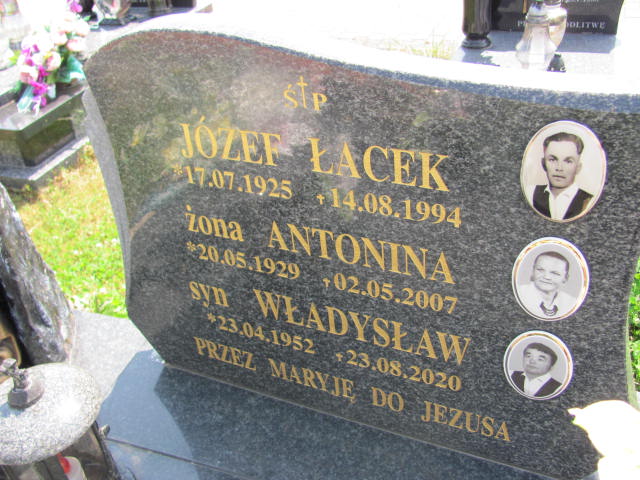 Ś†P
JÓZEF ŁACEK
*17.07.1925 †14.08.1994
żona ANTONINA
*20.05.1929 †02.05.2007
syn WŁADYSŁAW
*23.04.1952 †23.08.2020
PRZEZ MARYJĘ DO JEZUSA